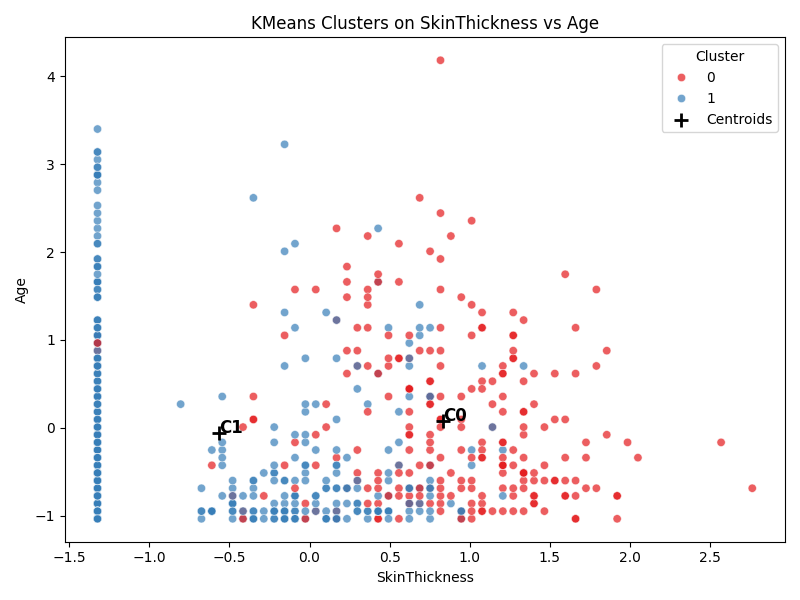 KMeans Clusters on SkinThickness vs Age
Cluster
0
1
Centroids
4
3
2
1
0
−1
Age
C1
C0
−1.5
−1.0
−0.5
0.0
0.5
1.0
1.5
2.0
2.5
SkinThickness